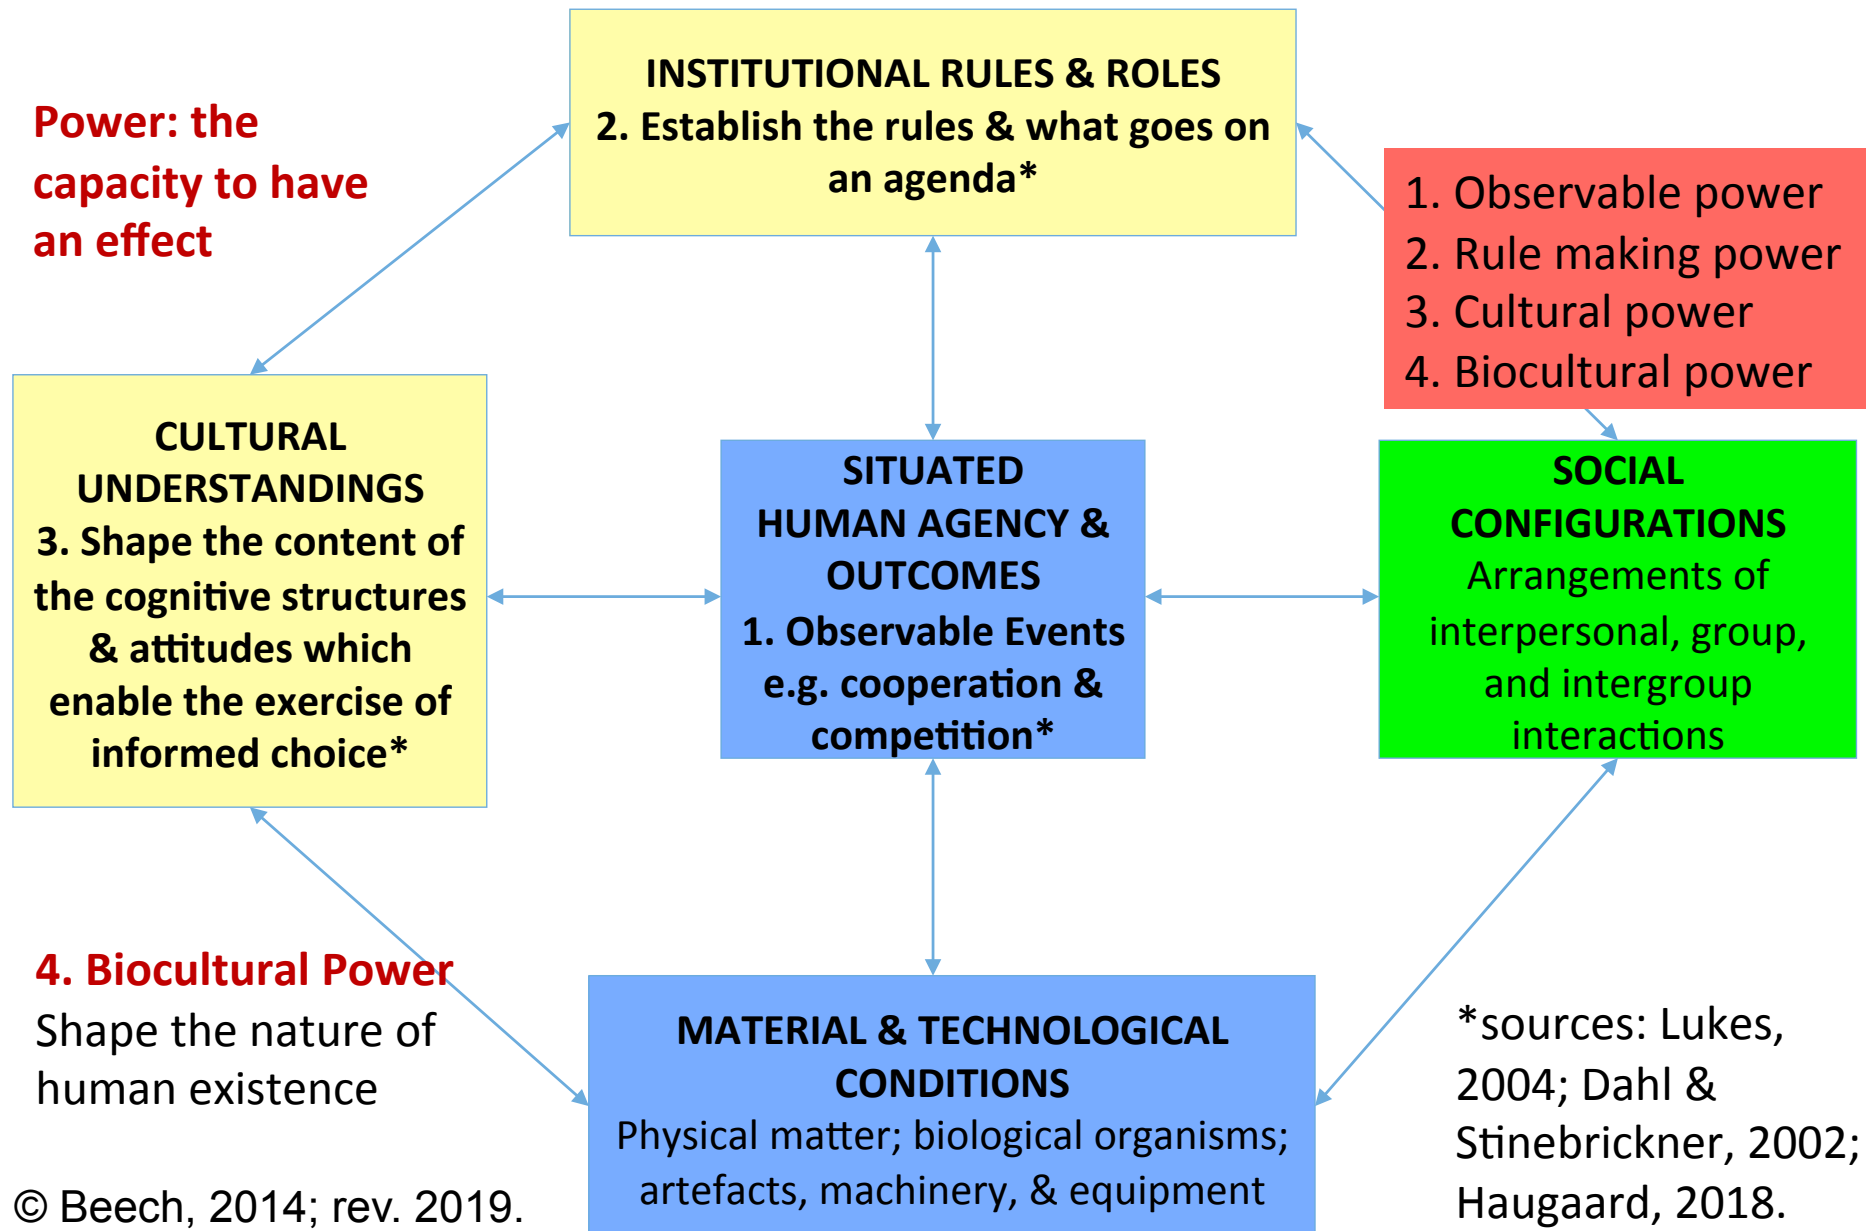 INSTITUTIONAL RULES & ROLES
2. Establish the rules & what goes on
an agenda*
Power: the
capacity to have
an effect
1. Observable power
2. Rule making power
3. Cultural power
4. Biocultural power
CULTURAL
UNDERSTANDINGS
3. Shape the content of
the cognitive structures
& attitudes which
enable the exercise of
informed choice*
SITUATED
HUMAN AGENCY &
OUTCOMES
1. Observable Events
e.g. cooperation &
competition*
SOCIAL
CONFIGURATIONS
Arrangements of
interpersonal, group,
and intergroup
interactions
4. Biocultural Power
Shape the nature of
human existence
MATERIAL & TECHNOLOGICAL
CONDITIONS
Physical matter; biological organisms;
artefacts, machinery, & equipment
*sources: Lukes,
2004; Dahl &
Stinebrickner, 2002;
Haugaard, 2018.
© Beech, 2014; rev. 2019.